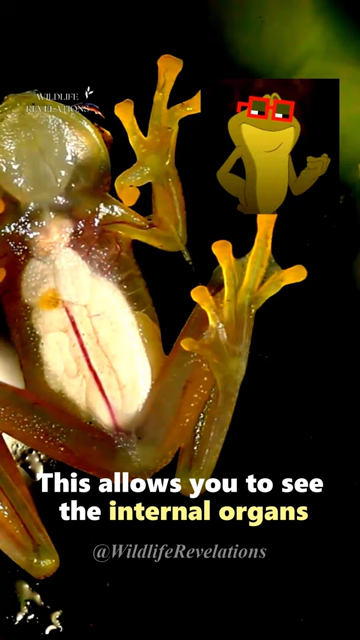 WILDLIFE
REVELATIONS
This allows you to see
the internal organs
@WildlifeRevelations